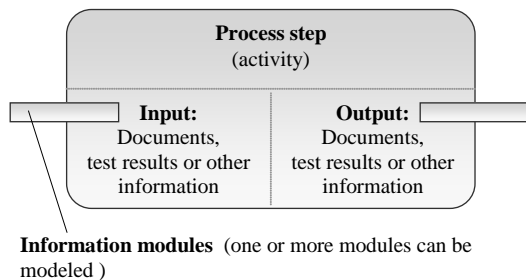 Process step
(activity)
Input:
Documents,
test results or other
information
Output:
Documents,
test results or other
information
Information modules (one or more modules can be
modeled )